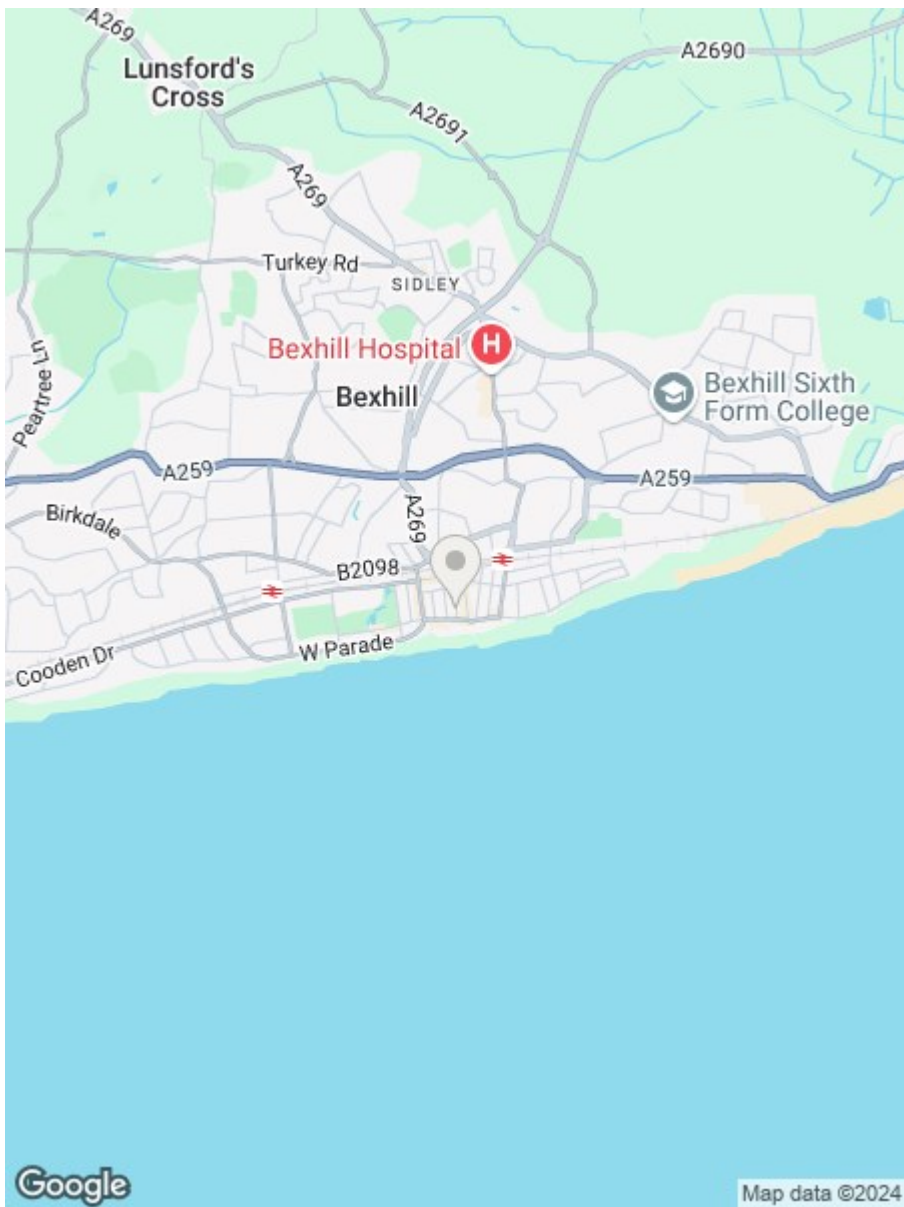 A269
A2690
Lunsford's
Cross
A2691
A269
Turkey Rd
SIDLEY
Bexhill Hospital
H
Peartree Ln
Bexhill
Bexhill Sixth
Form College
A259
A259
Birkdale
A269
B2098
W Parade
Cooden Dr
Google
Map data ©2024